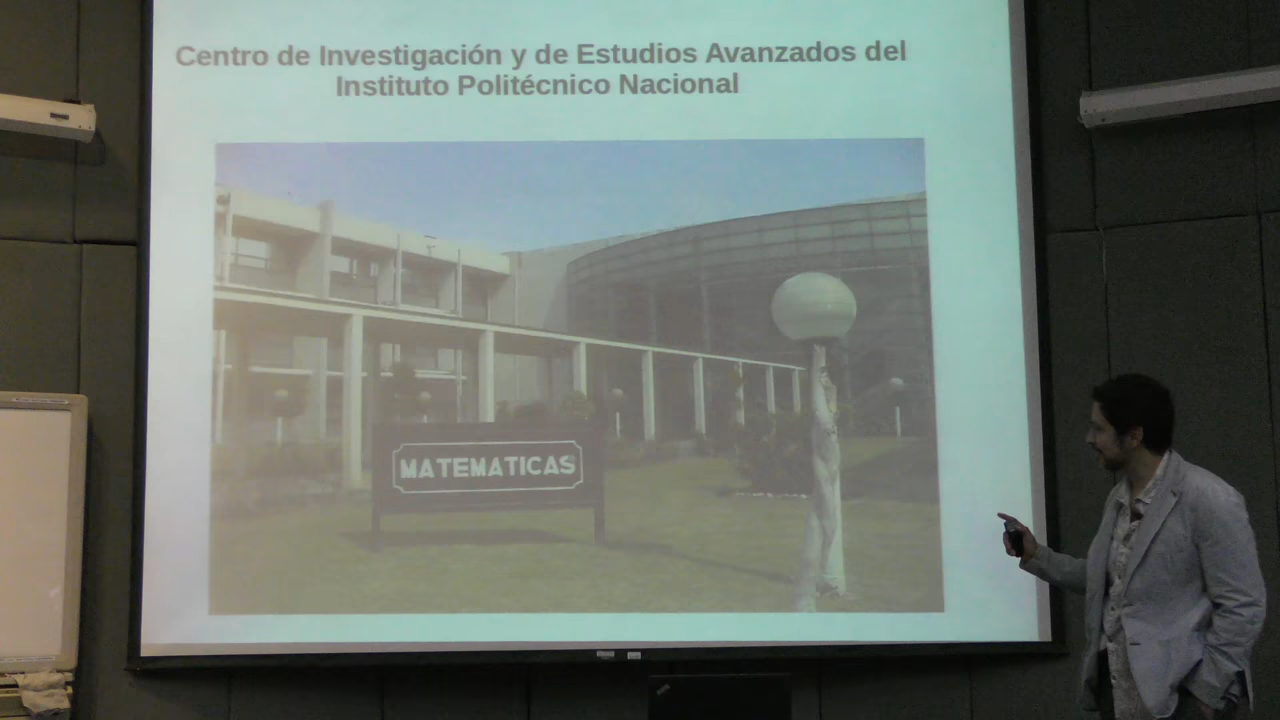 Centro de Investigación y de Estudios Avanzados del
Instituto Politécnico Nacional
MATEMATICAS